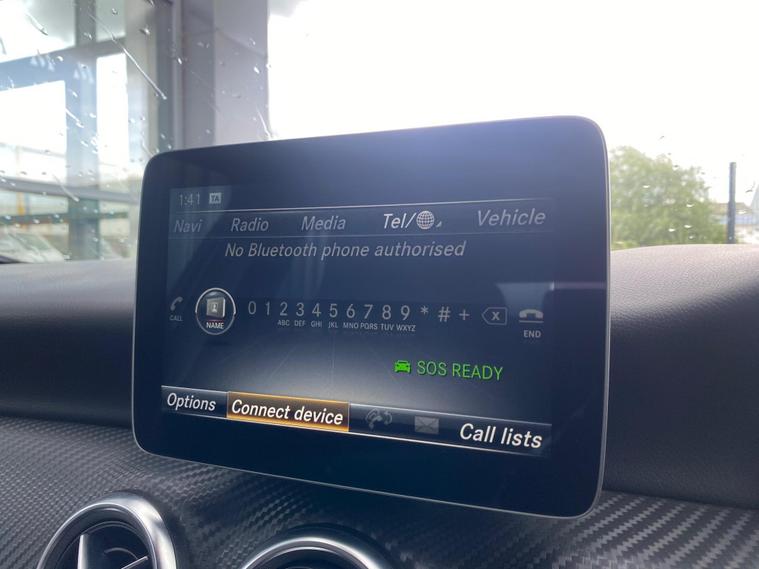 1:41 TA
Navi Radio Media Tel/ Vehicle
No Bluetooth phone authorised
CALL NAME 0 1 2 3 4 5 6 7 8 9 * # + X END
ABC DEF GHI JKL MNO PQRS TUV WXYZ
SOS READY
Options Connect device Call lists